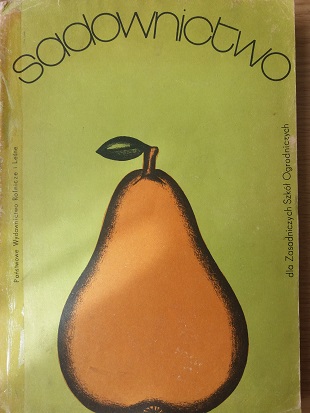 sadownictwo
Państwowe Wydawnictwo Rolnicze i Leśne
dla Zasadniczych Szkół Ogrodniczych